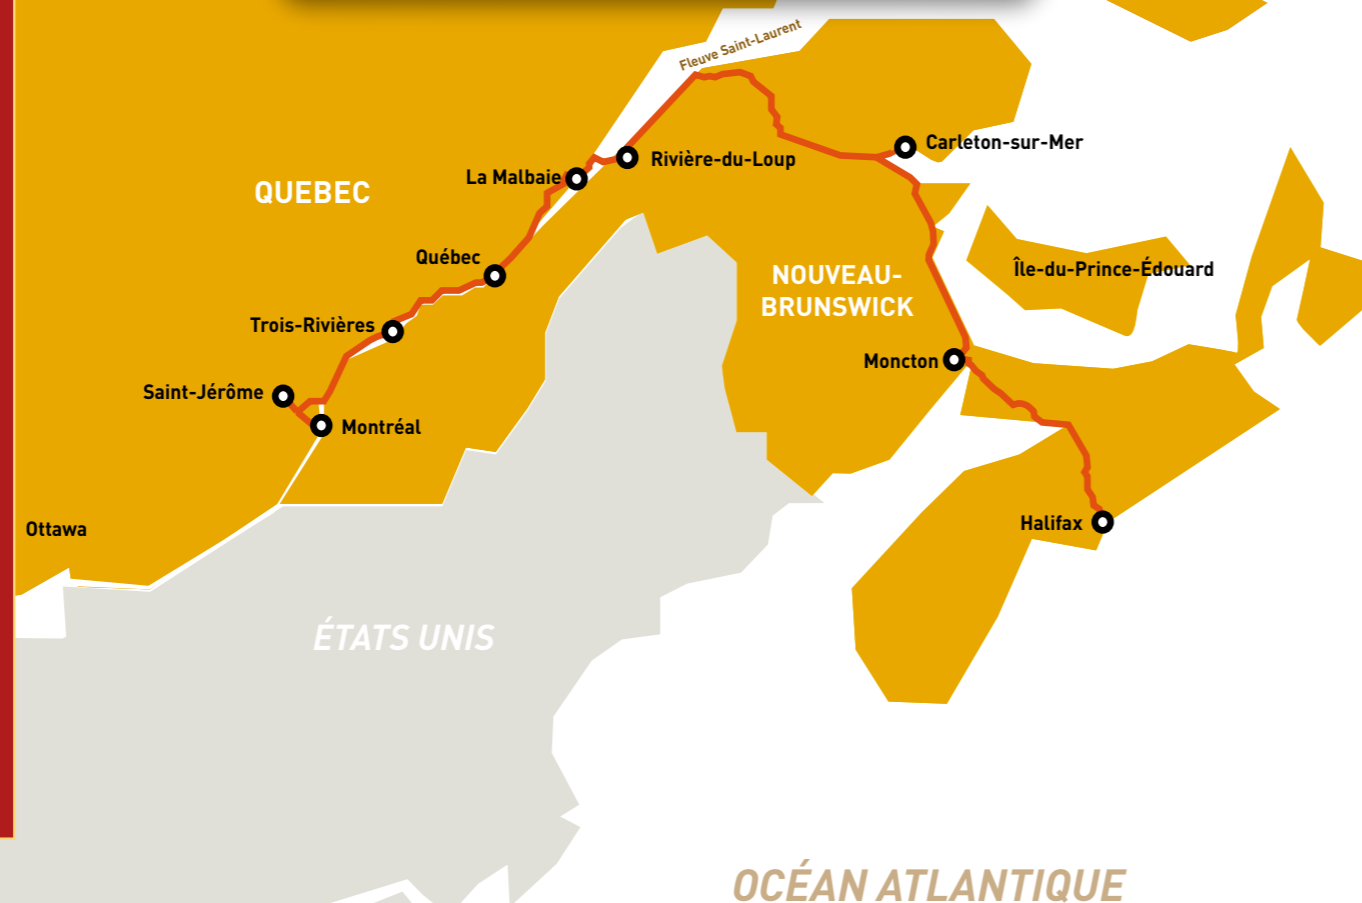 Fleuve Saint-Laurent
Carleton-sur-Mer
Rivière-du-Loup
La Malbaie
QUEBEC
Québec
Île-du-Prince-Édouard
NOUVEAU-
BRUNSWICK
Trois-Rivières
Moncton
Saint-Jérôme
Montréal
Halifax
Ottawa
ÉTATS UNIS
OCÉAN ATLANTIQUE